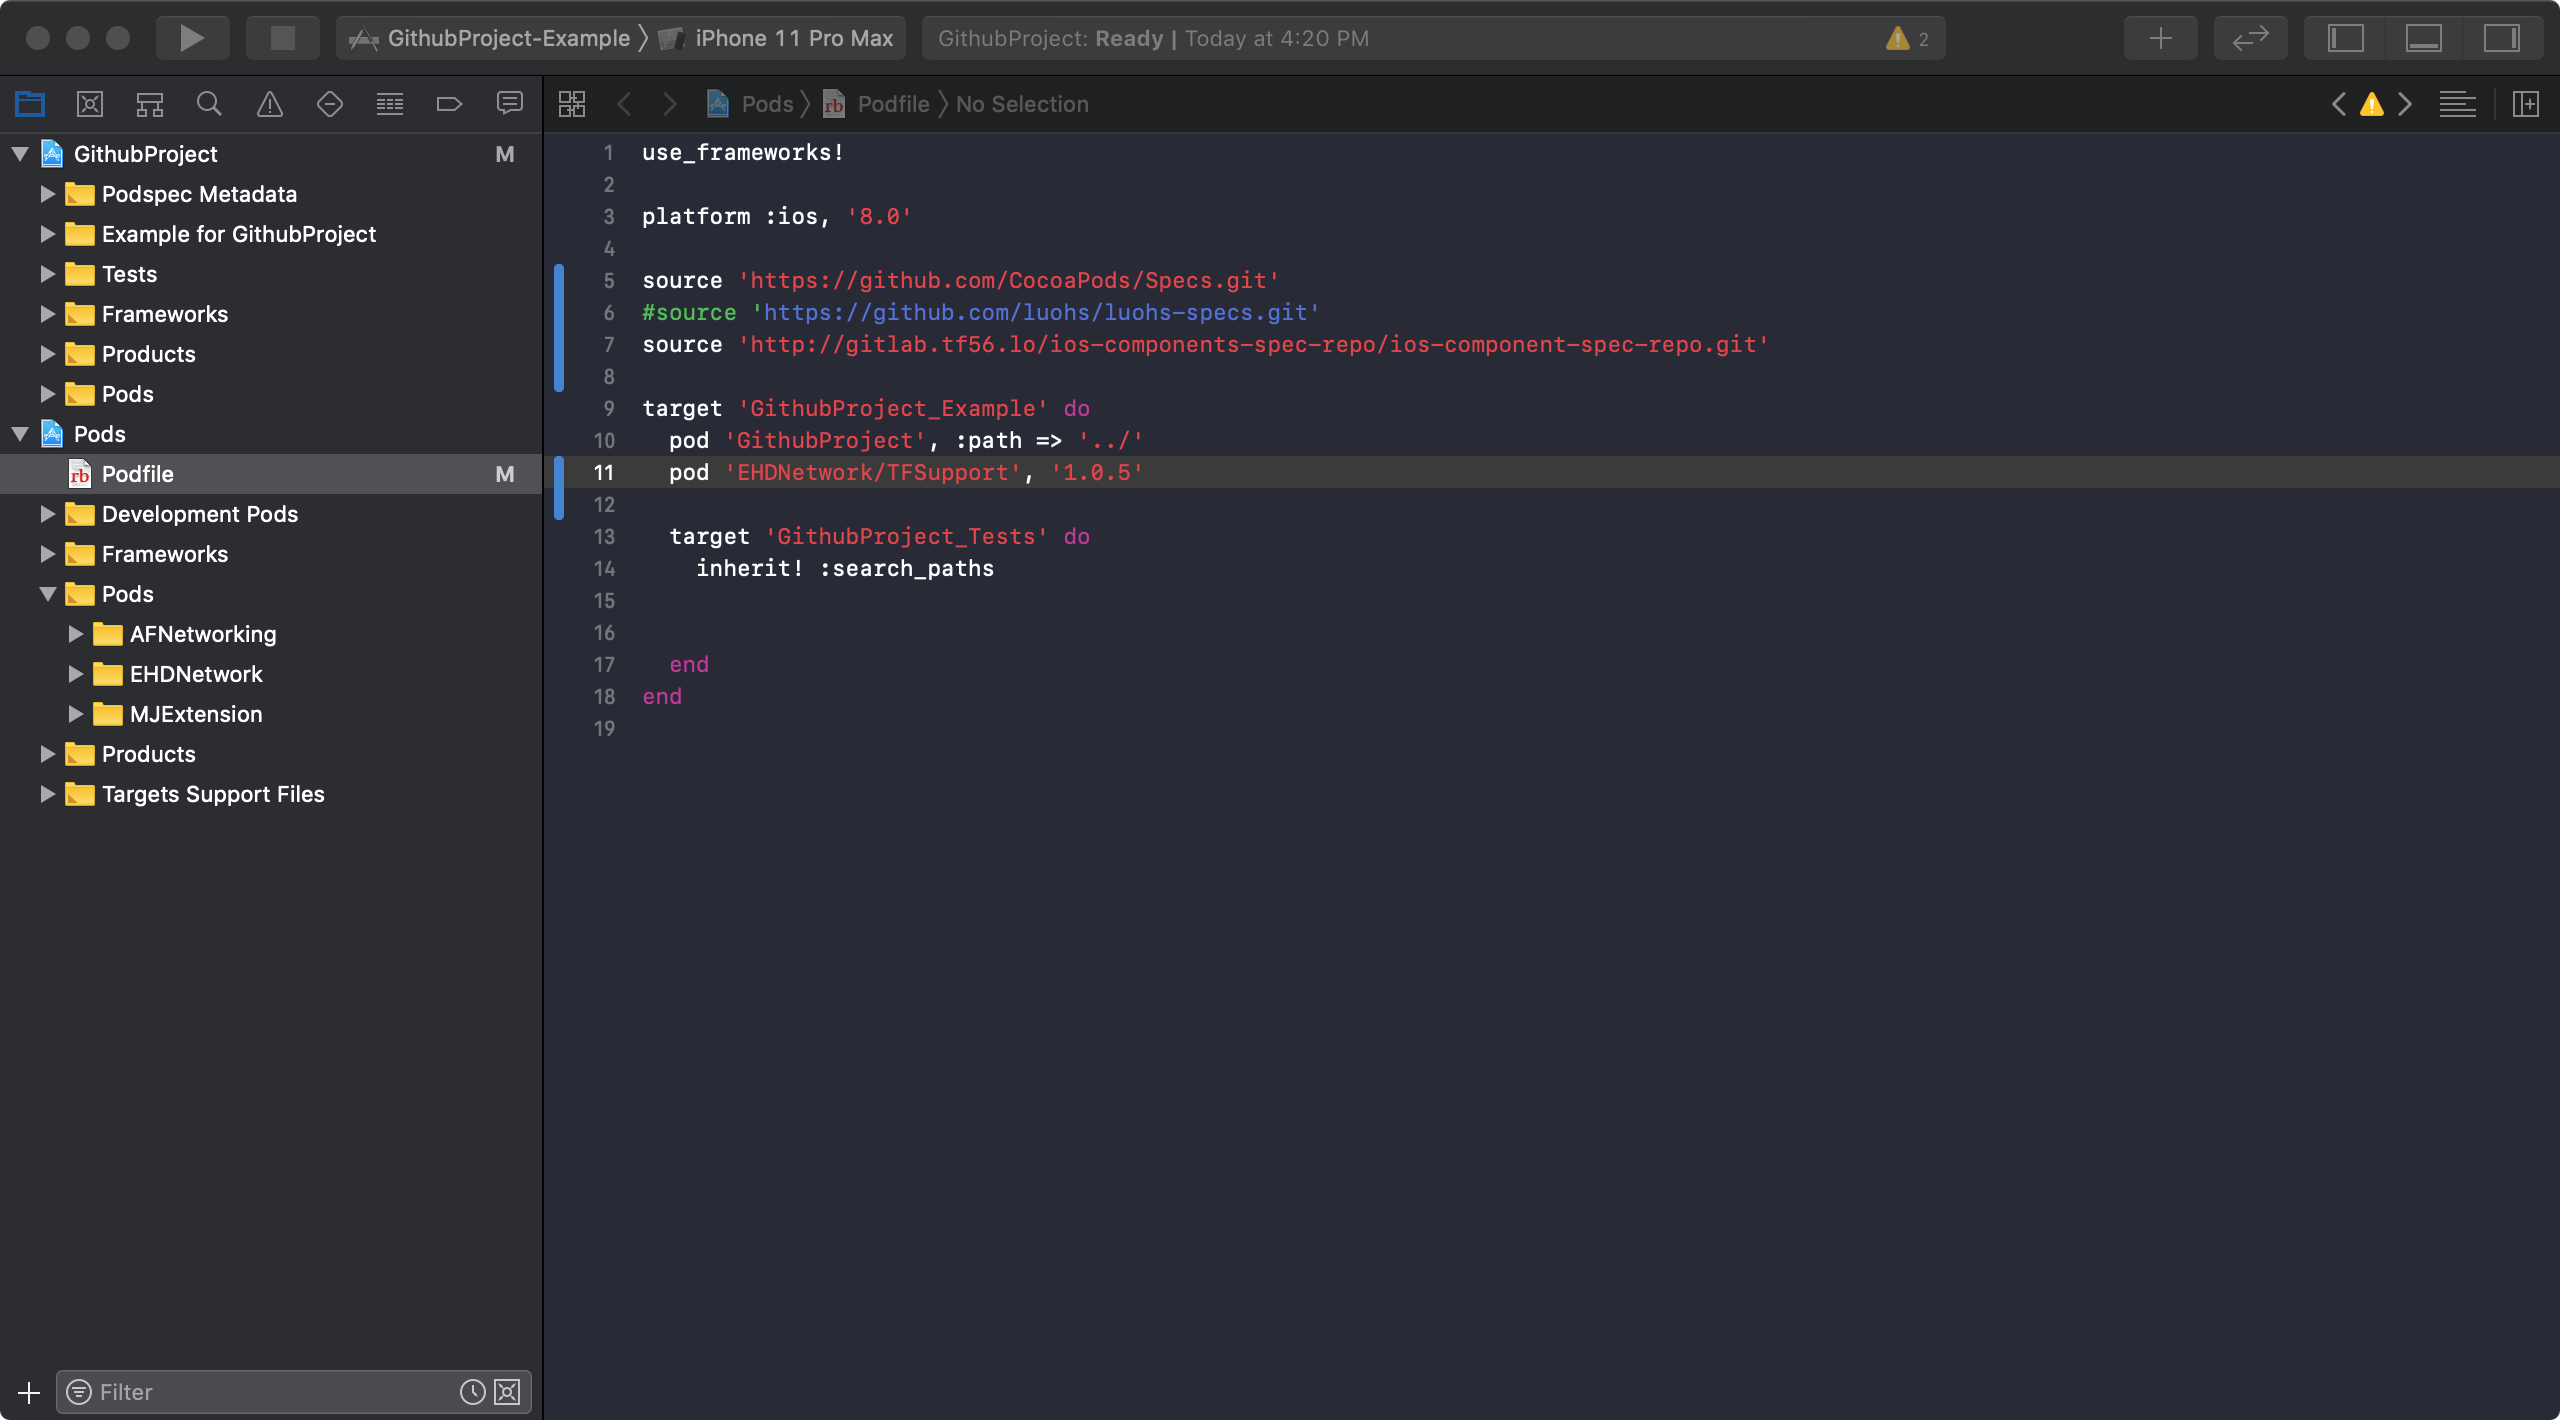 GithubProject-Example 〉 iPhone 11 Pro Max
GithubProject: Ready | Today at 4:20 PM
2
Pods 〉 rb Podfile 〉 No Selection
GithubProject M
Podspec Metadata
Example for GithubProject
Tests
Frameworks
Products
Pods
Pods
rb Podfile M
Development Pods
Frameworks
Pods
AFNetworking
EHDNetwork
MJExtension
Products
Targets Support Files
Filter
1 use_frameworks!
2
3 platform :ios, '8.0'
4
5 source 'https://github.com/CocoaPods/Specs.git'
6 #source 'https://github.com/luohs/luohs-specs.git'
7 source 'http://gitlab.tf56.lo/ios-components-spec-repo/ios-component-spec-repo.git'
8
9 target 'GithubProject_Example' do
10 pod 'GithubProject', :path => '../'
11 pod 'EHDNetwork/TFSupport', '1.0.5'
12
13 target 'GithubProject_Tests' do
14 inherit! :search_paths
15
16
17 end
18 end
19